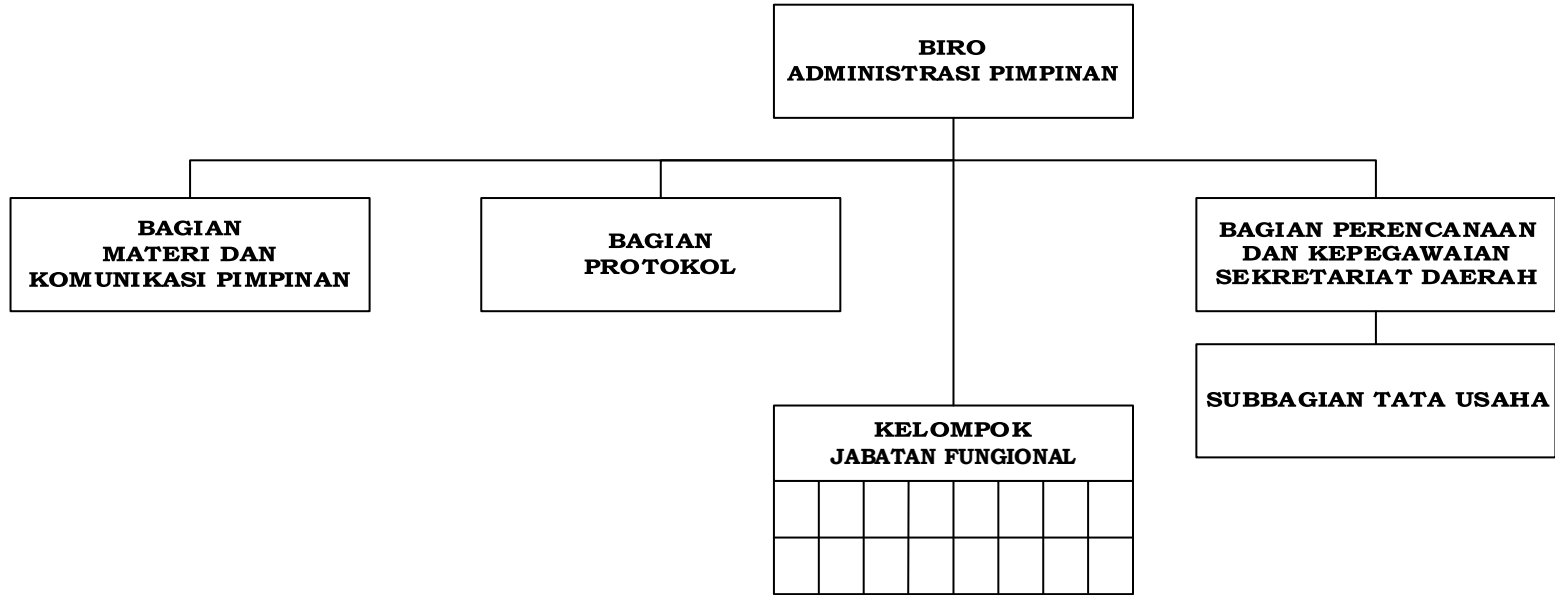 BIRO
ADMINISTRASI PIMPINAN
BAGIAN
MATERI DAN
KOMUNIKASI PIMPINAN
BAGIAN
PROTOKOL
BAGIAN PERENCANAAN
DAN KEPEGAWAIAN
SEKRETARIAT DAERAH
SUBBAGIAN TATA USAHA
KELOMPOK
JABATAN FUNGIONAL